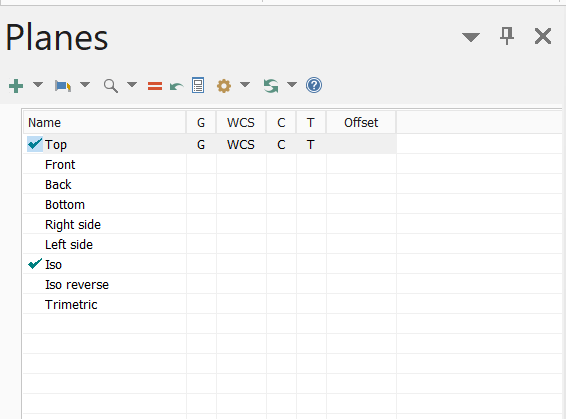 Planes
Name G WCS C T Offset
Top G WCS C T
Front
Back
Bottom
Right side
Left side
Iso
Iso reverse
Trimetric